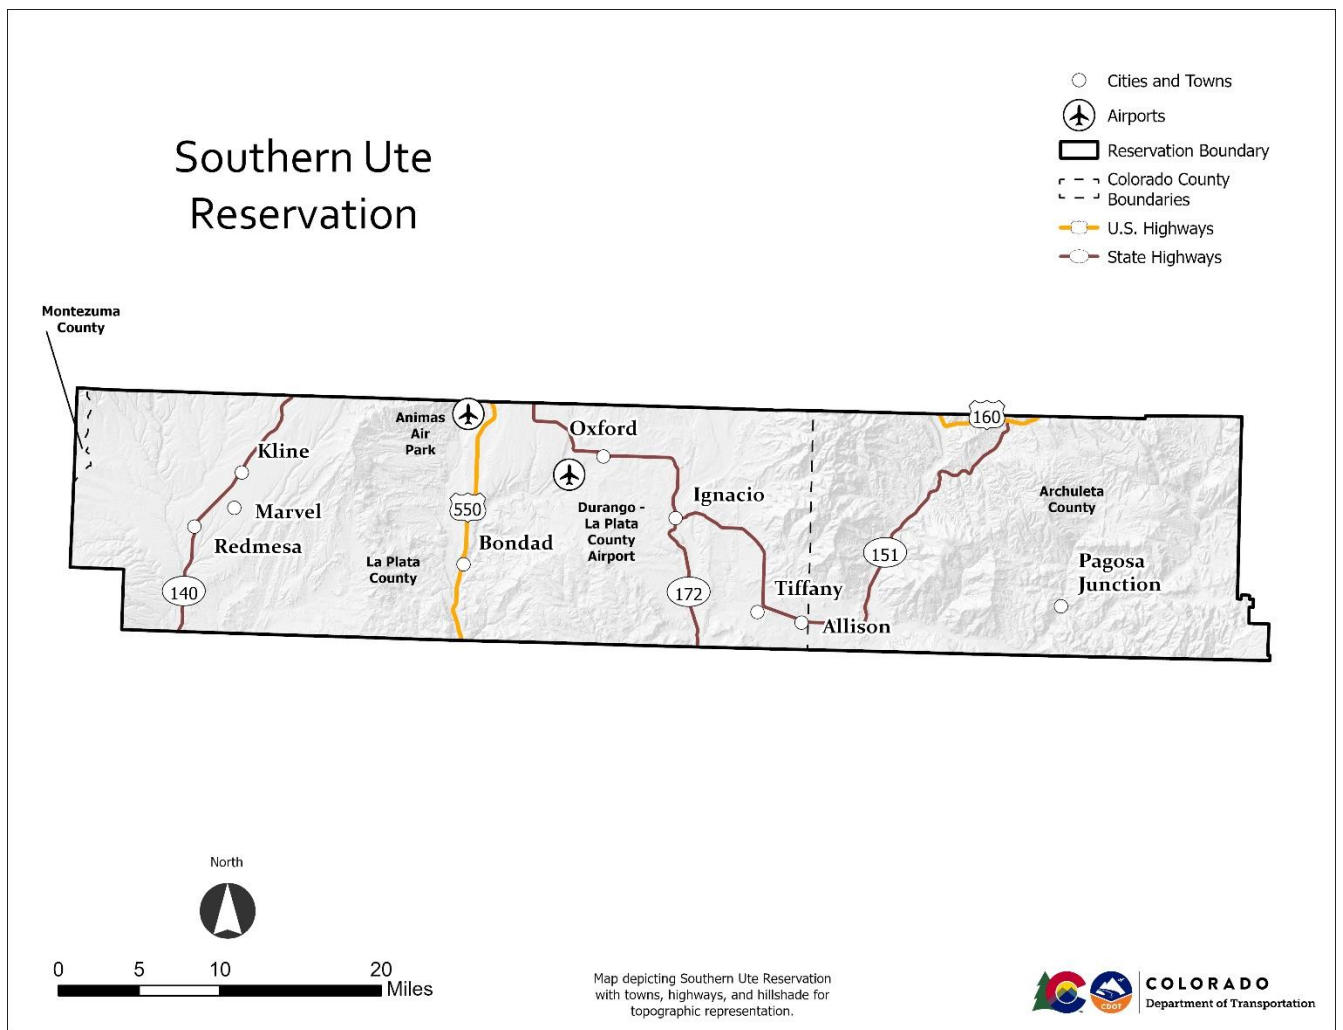 Southern Ute
Reservation
Cities and Towns
Airports
Reservation Boundary
Colorado County
Boundaries
U.S. Highways
State Highways
Montezuma
County
Kline
Marvel
Redmesa
140
Animas
Air
Park
La Plata
County
550
Bondad
Oxford
Durango -
La Plata
County
Airport
Ignacio
172
Tiffany
Allison
151
160
Archuleta
County
Pagosa
Junction
North
0 5 10 20
Miles
Map depicting Southern Ute Reservation
with towns, highways, and hillshade for
topographic representation.
CDOT
COLORADO
Department of Transportation